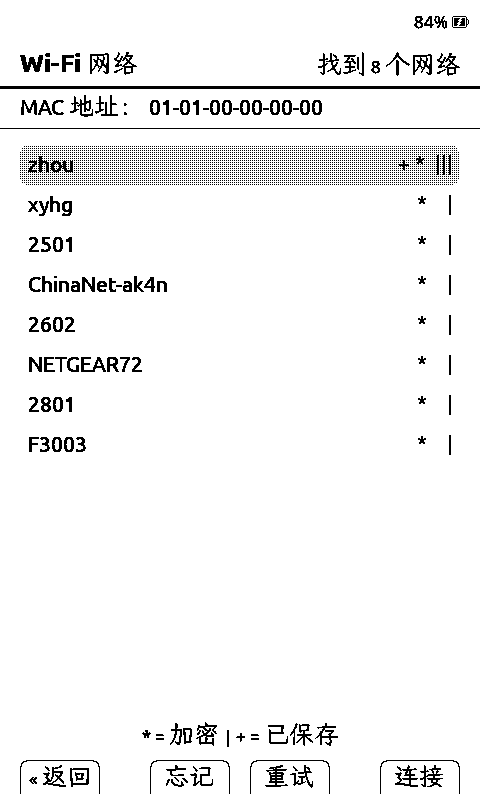 84%
Wi-Fi 网络 找到 8 个网络
MAC 地址： 01-01-00-00-00-00
zhou + * |||
xyhg * |
2501 * |
ChinaNet-ak4n * |
2602 * |
NETGEAR72 * |
2801 * |
F3003 * |
* = 加密 | + = 已保存
« 返回 忘记 重试 连接